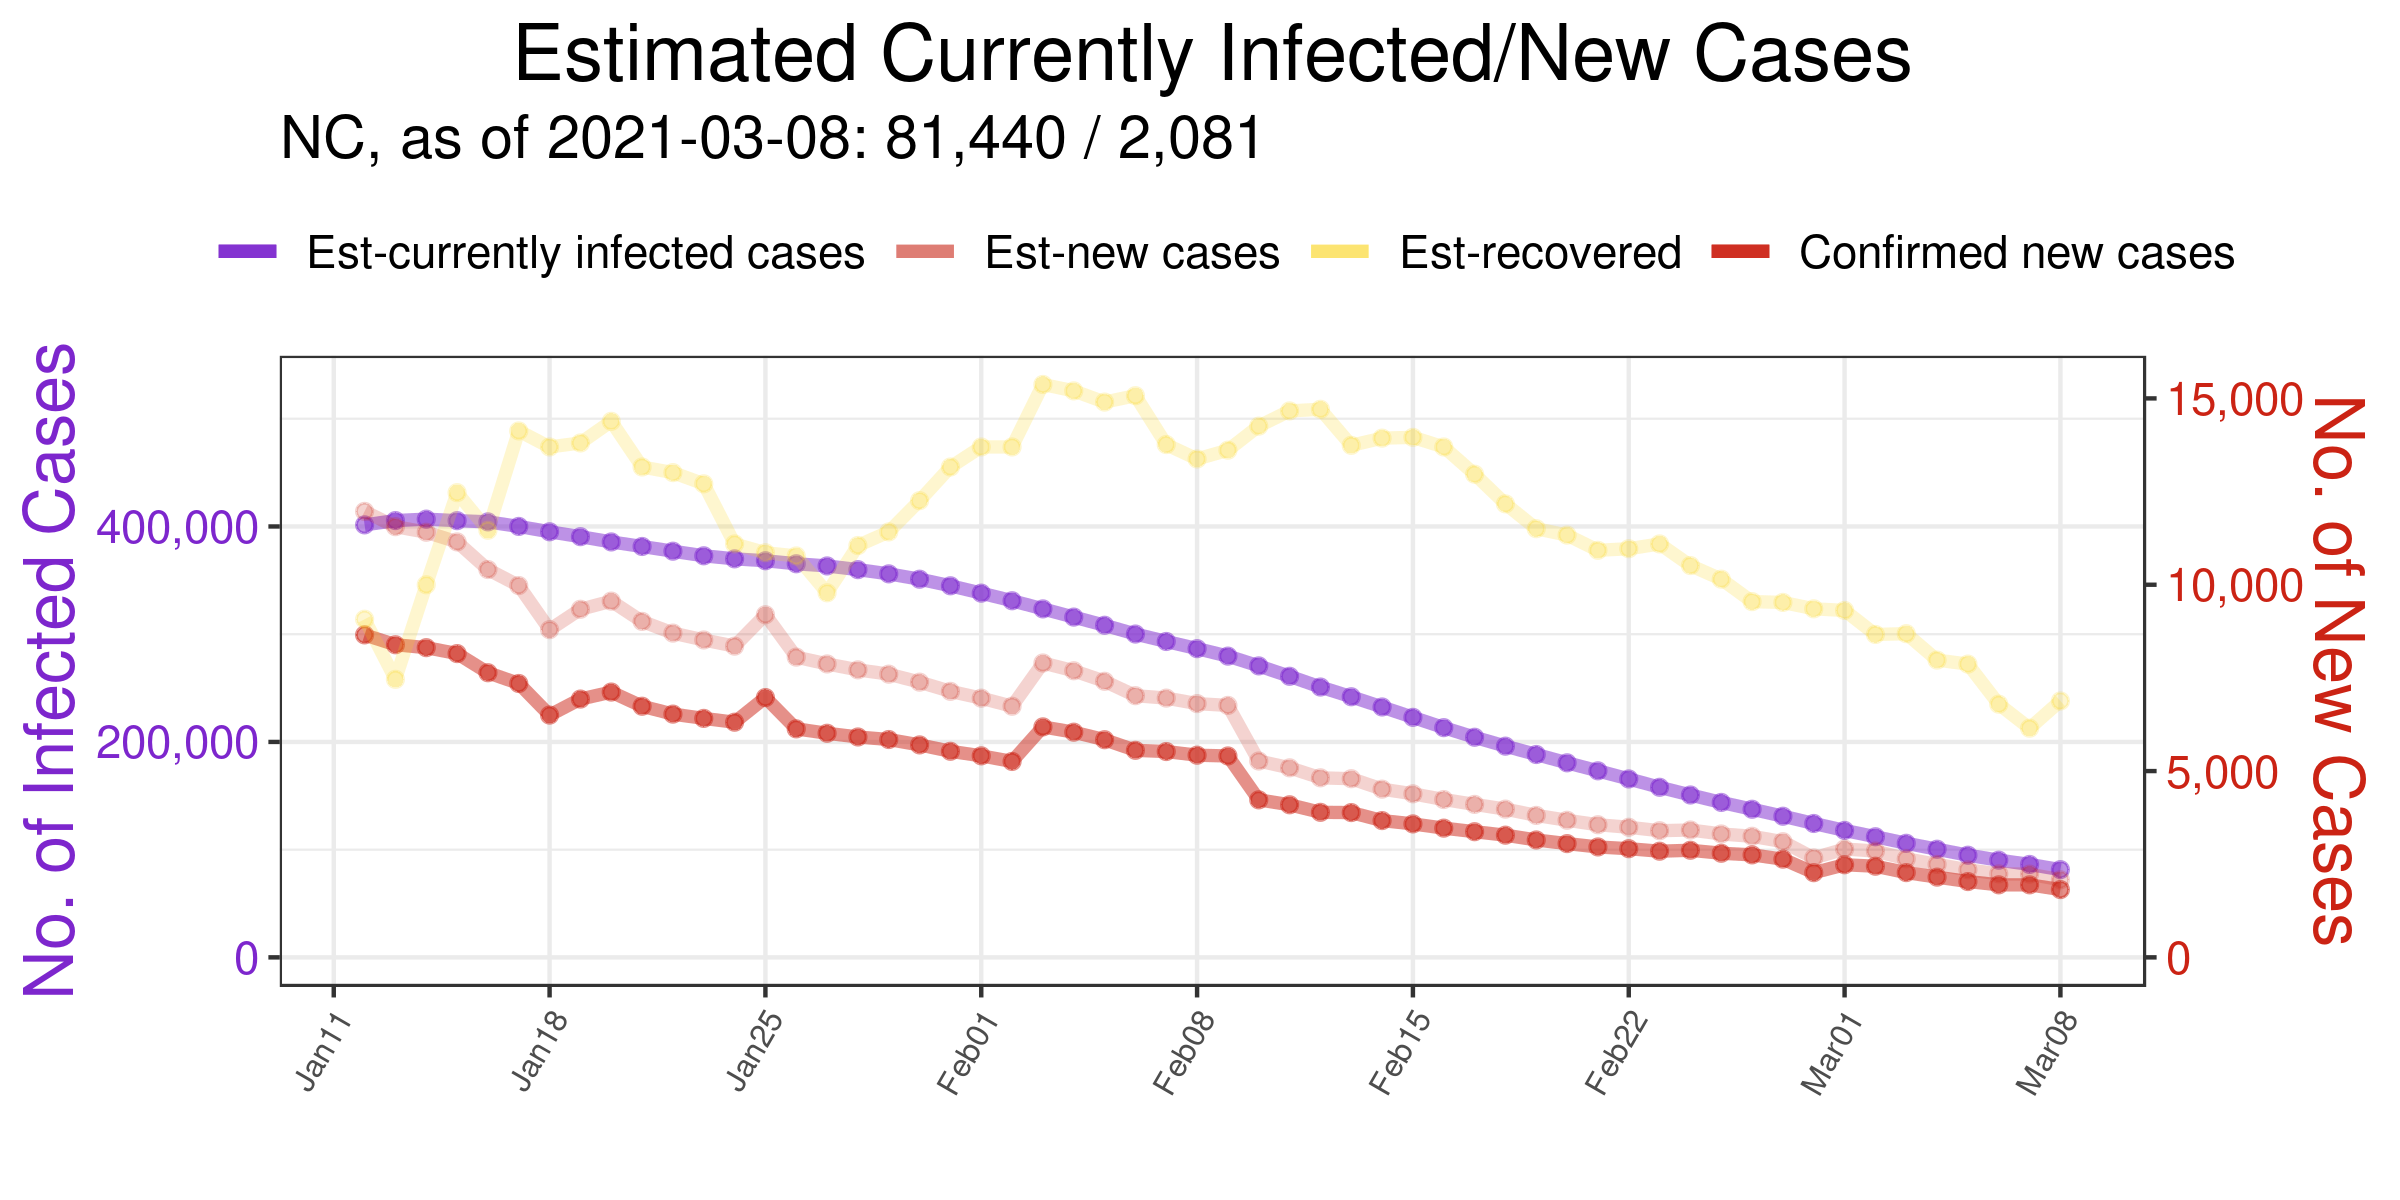 Estimated Currently Infected/New Cases
NC, as of 2021-03-08: 81,440 / 2,081
Est-currently infected cases Est-new cases Est-recovered Confirmed new cases
No. of Infected Cases
400,000
200,000
0
15,000
10,000
5,000
0
No. of New Cases
Jan11 Jan18 Jan25 Feb01 Feb08 Feb15 Feb22 Mar01 Mar08